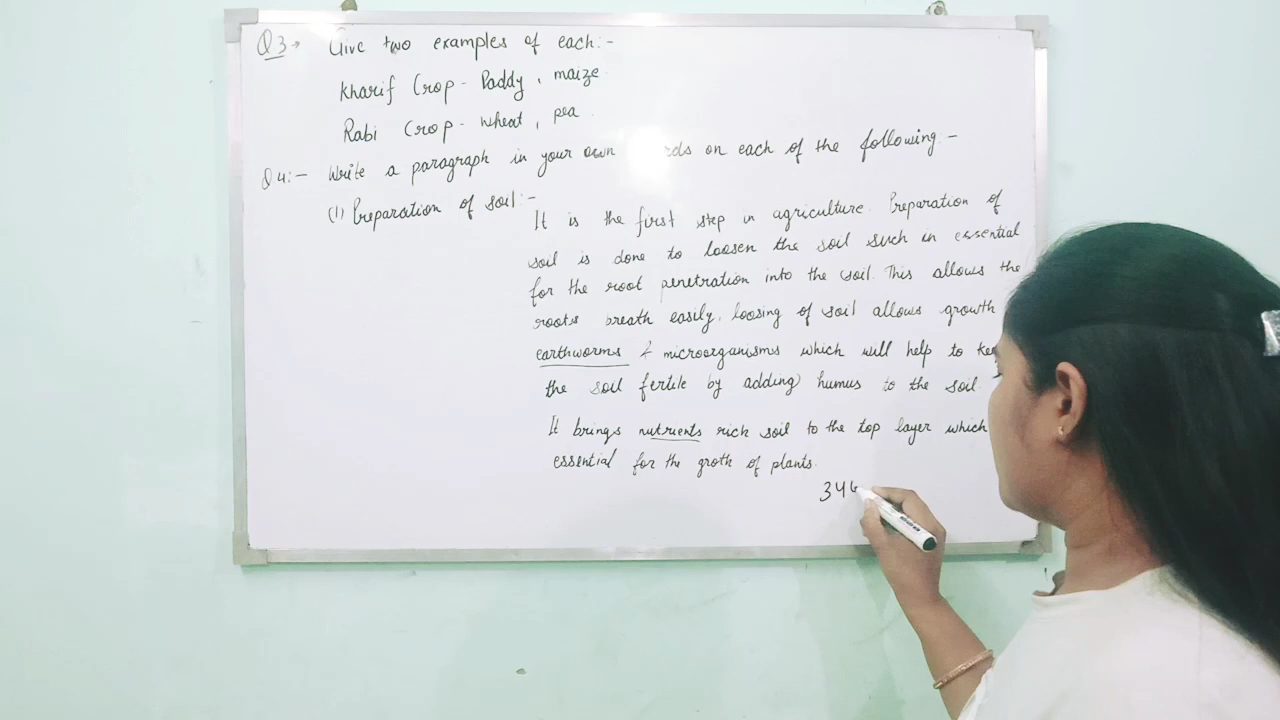 Q3→ Give two examples of each:-
Kharif Crop - Paddy, maize
Rabi Crop - wheat, pea
Q4:- Write a paragraph in your own on each of the following:-
(1) Preparation of soil:-
It is the first step in agriculture. Preparation of
soil is done to loosen the soil such in essential
for the root penetration into the soil. This allows the
roots breath easily, loosing of soil allows growth
earthworms & microorganisms which will help to
the soil fertile by adding humus to the soil.
It brings nutrients rich soil to the top layer which
essential for the groth of plants.
34